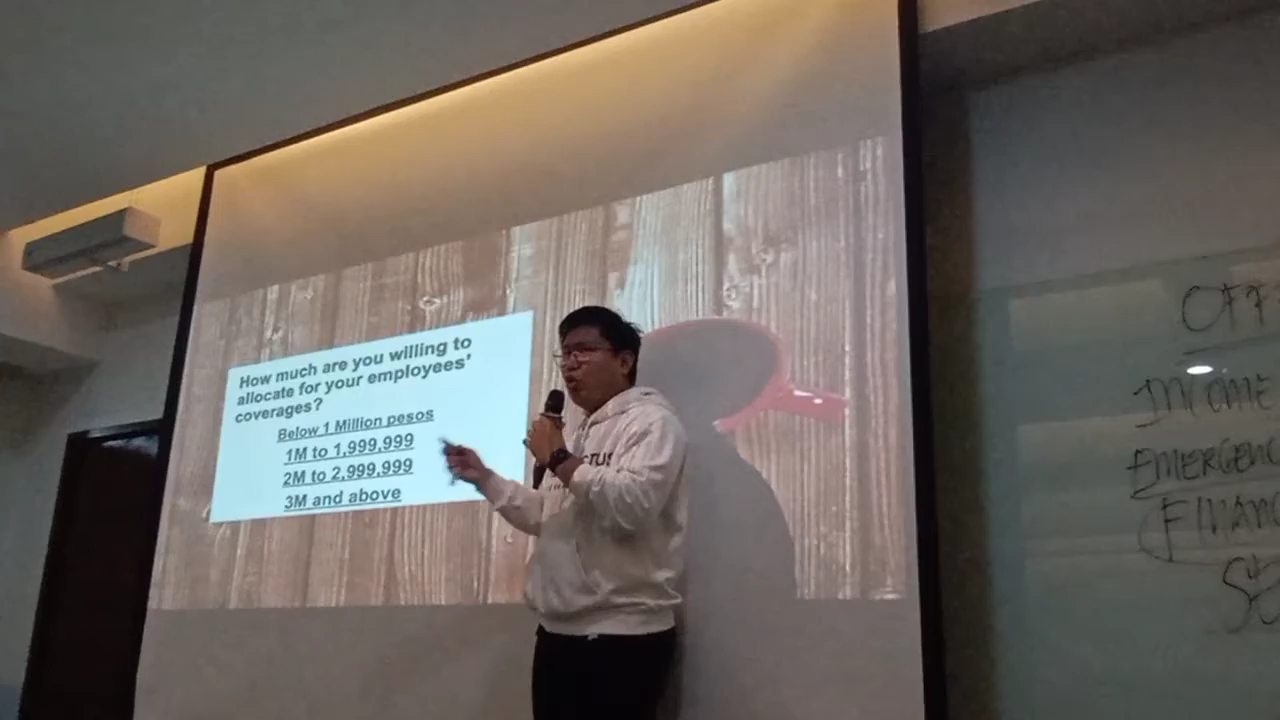 How much are you willing to
allocate for your employees'
coverages?
Below 1 Million pesos
1M to 1,999,999
2M to 2,999,999
3M and above
INCOME